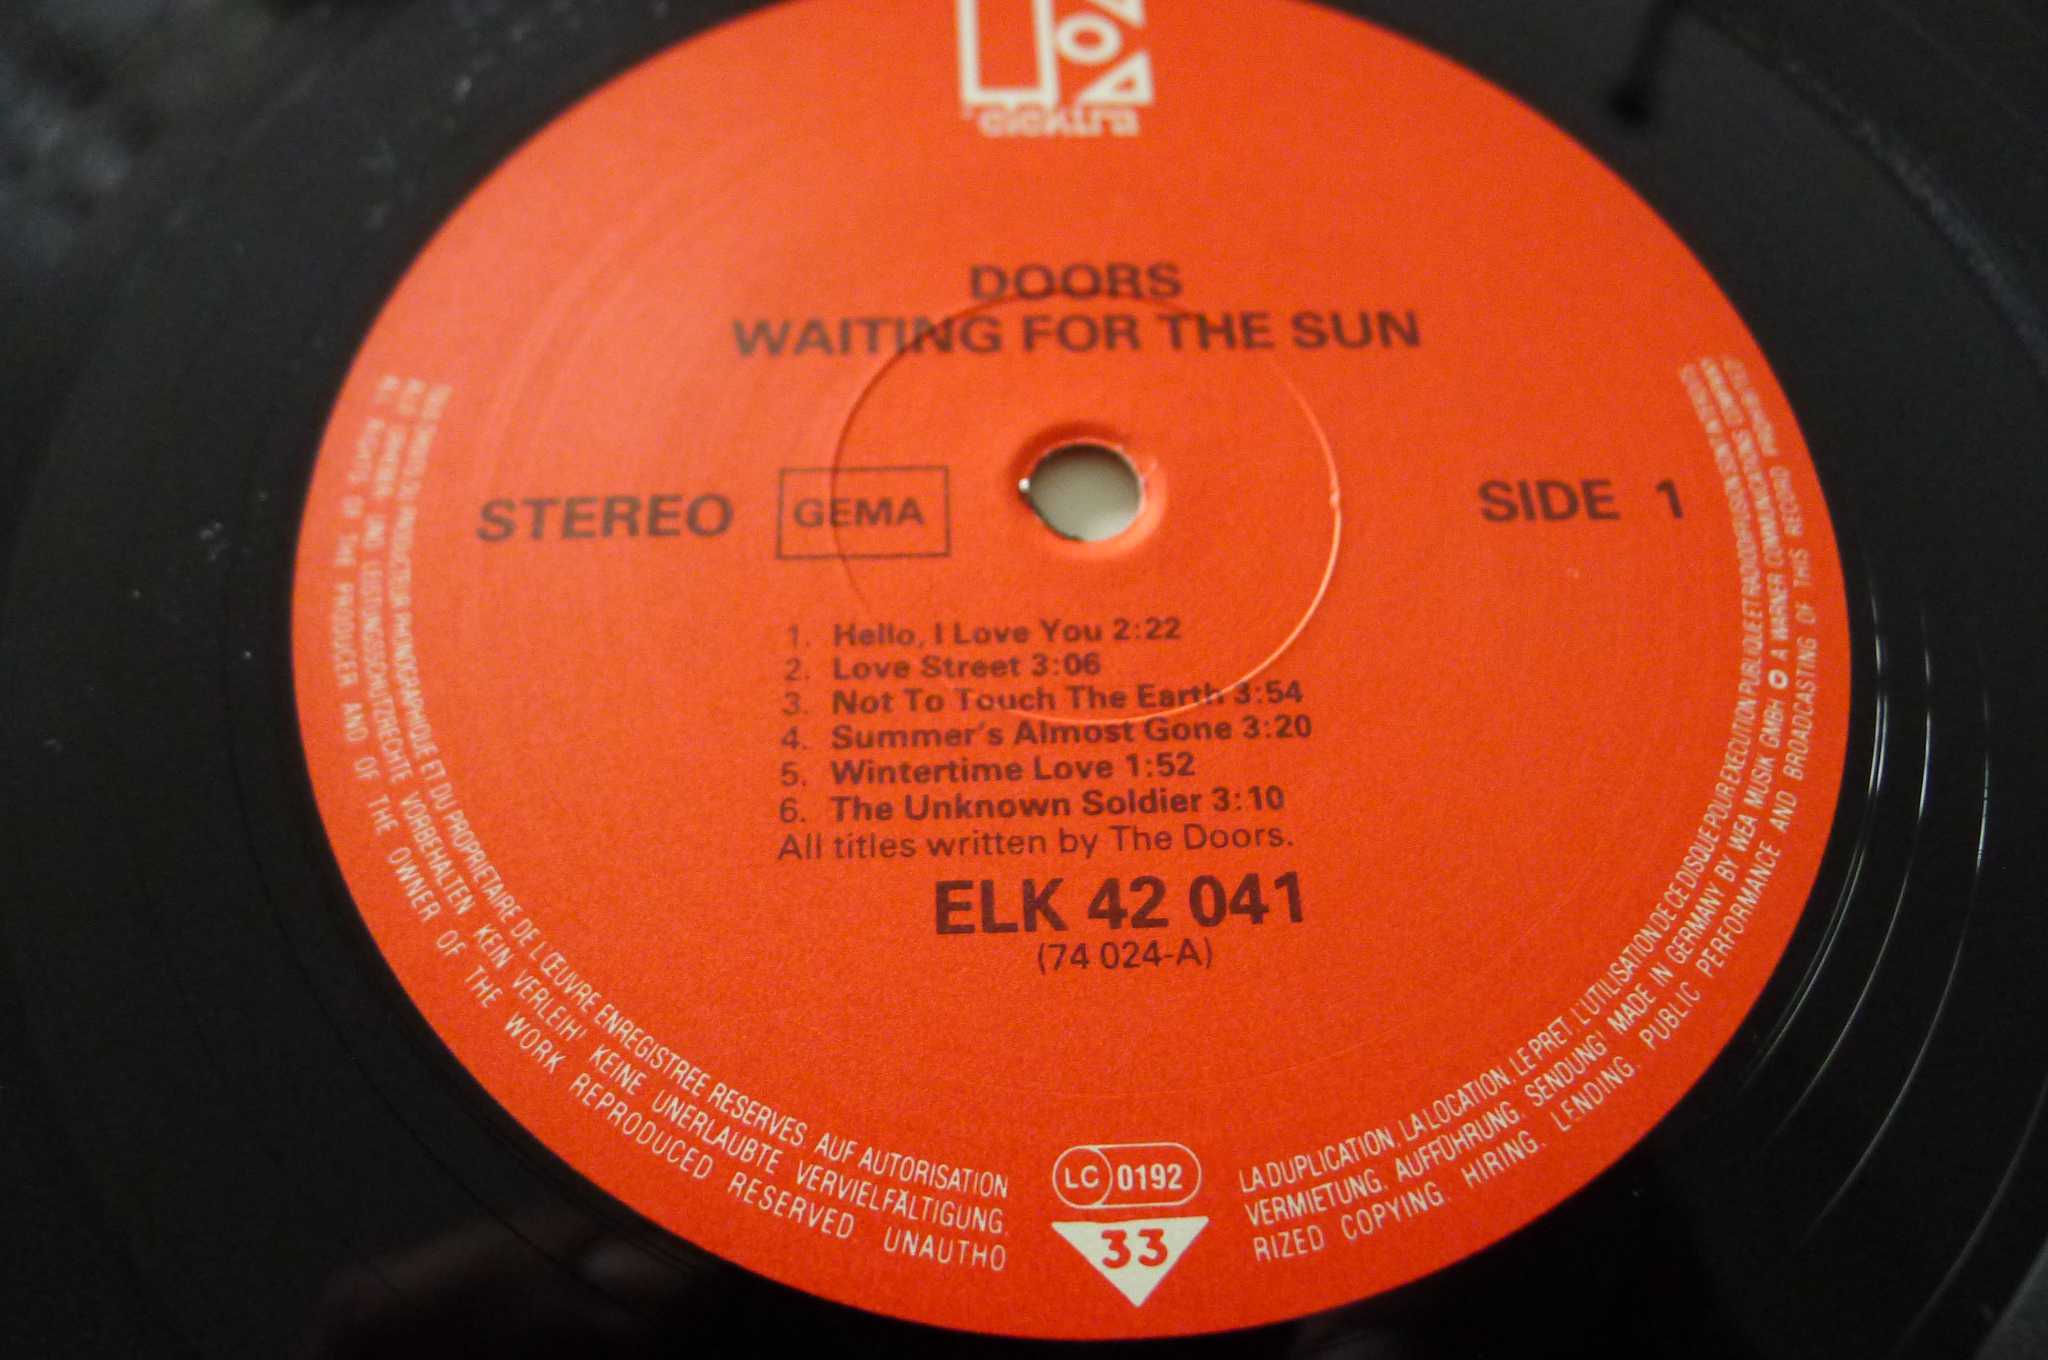 elektra
DOORS
WAITING FOR THE SUN
STEREO GEMA SIDE 1
1. Hello, I Love You 2:22
2. Love Street 3:06
3. Not To Touch The Earth 3:54
4. Summer's Almost Gone 3:20
5. Wintertime Love 1:52
6. The Unknown Soldier 3:10
All titles written by The Doors.
ELK 42 041
(74 024-A)
PRODUCTEUR PHONOGRAPHIQUE ET DU PROPRIETAIRE DE L'ŒUVRE ENREGISTREE RESERVES AUF AUTORISATION LA DUPLICATION, LA LOCATION, LE PRET, L'UTILISATION DE CE DISQUE POUR EXECUTION PUBLIQUE ET RADIODIFUSION
VORBEHALTEN KEIN VERLEIH! KEINE UNERLAUBTE VERVIELFÄLTIGUNG, VERMIETUNG, AUFFÜHRUNG, SENDUNG! MADE IN GERMANY BY WEA MUSIK GMBH A WARNER COMMUNICATIONS
RIGHTS OF THE PRODUCER AND OF THE OWNER OF THE WORK REPRODUCED RESERVED. UNAUTHO RIZED COPYING, HIRING, LENDING, PUBLIC PERFORMANCE AND BROADCASTING OF THIS RECORD PROHIBITED
LC 0192
33